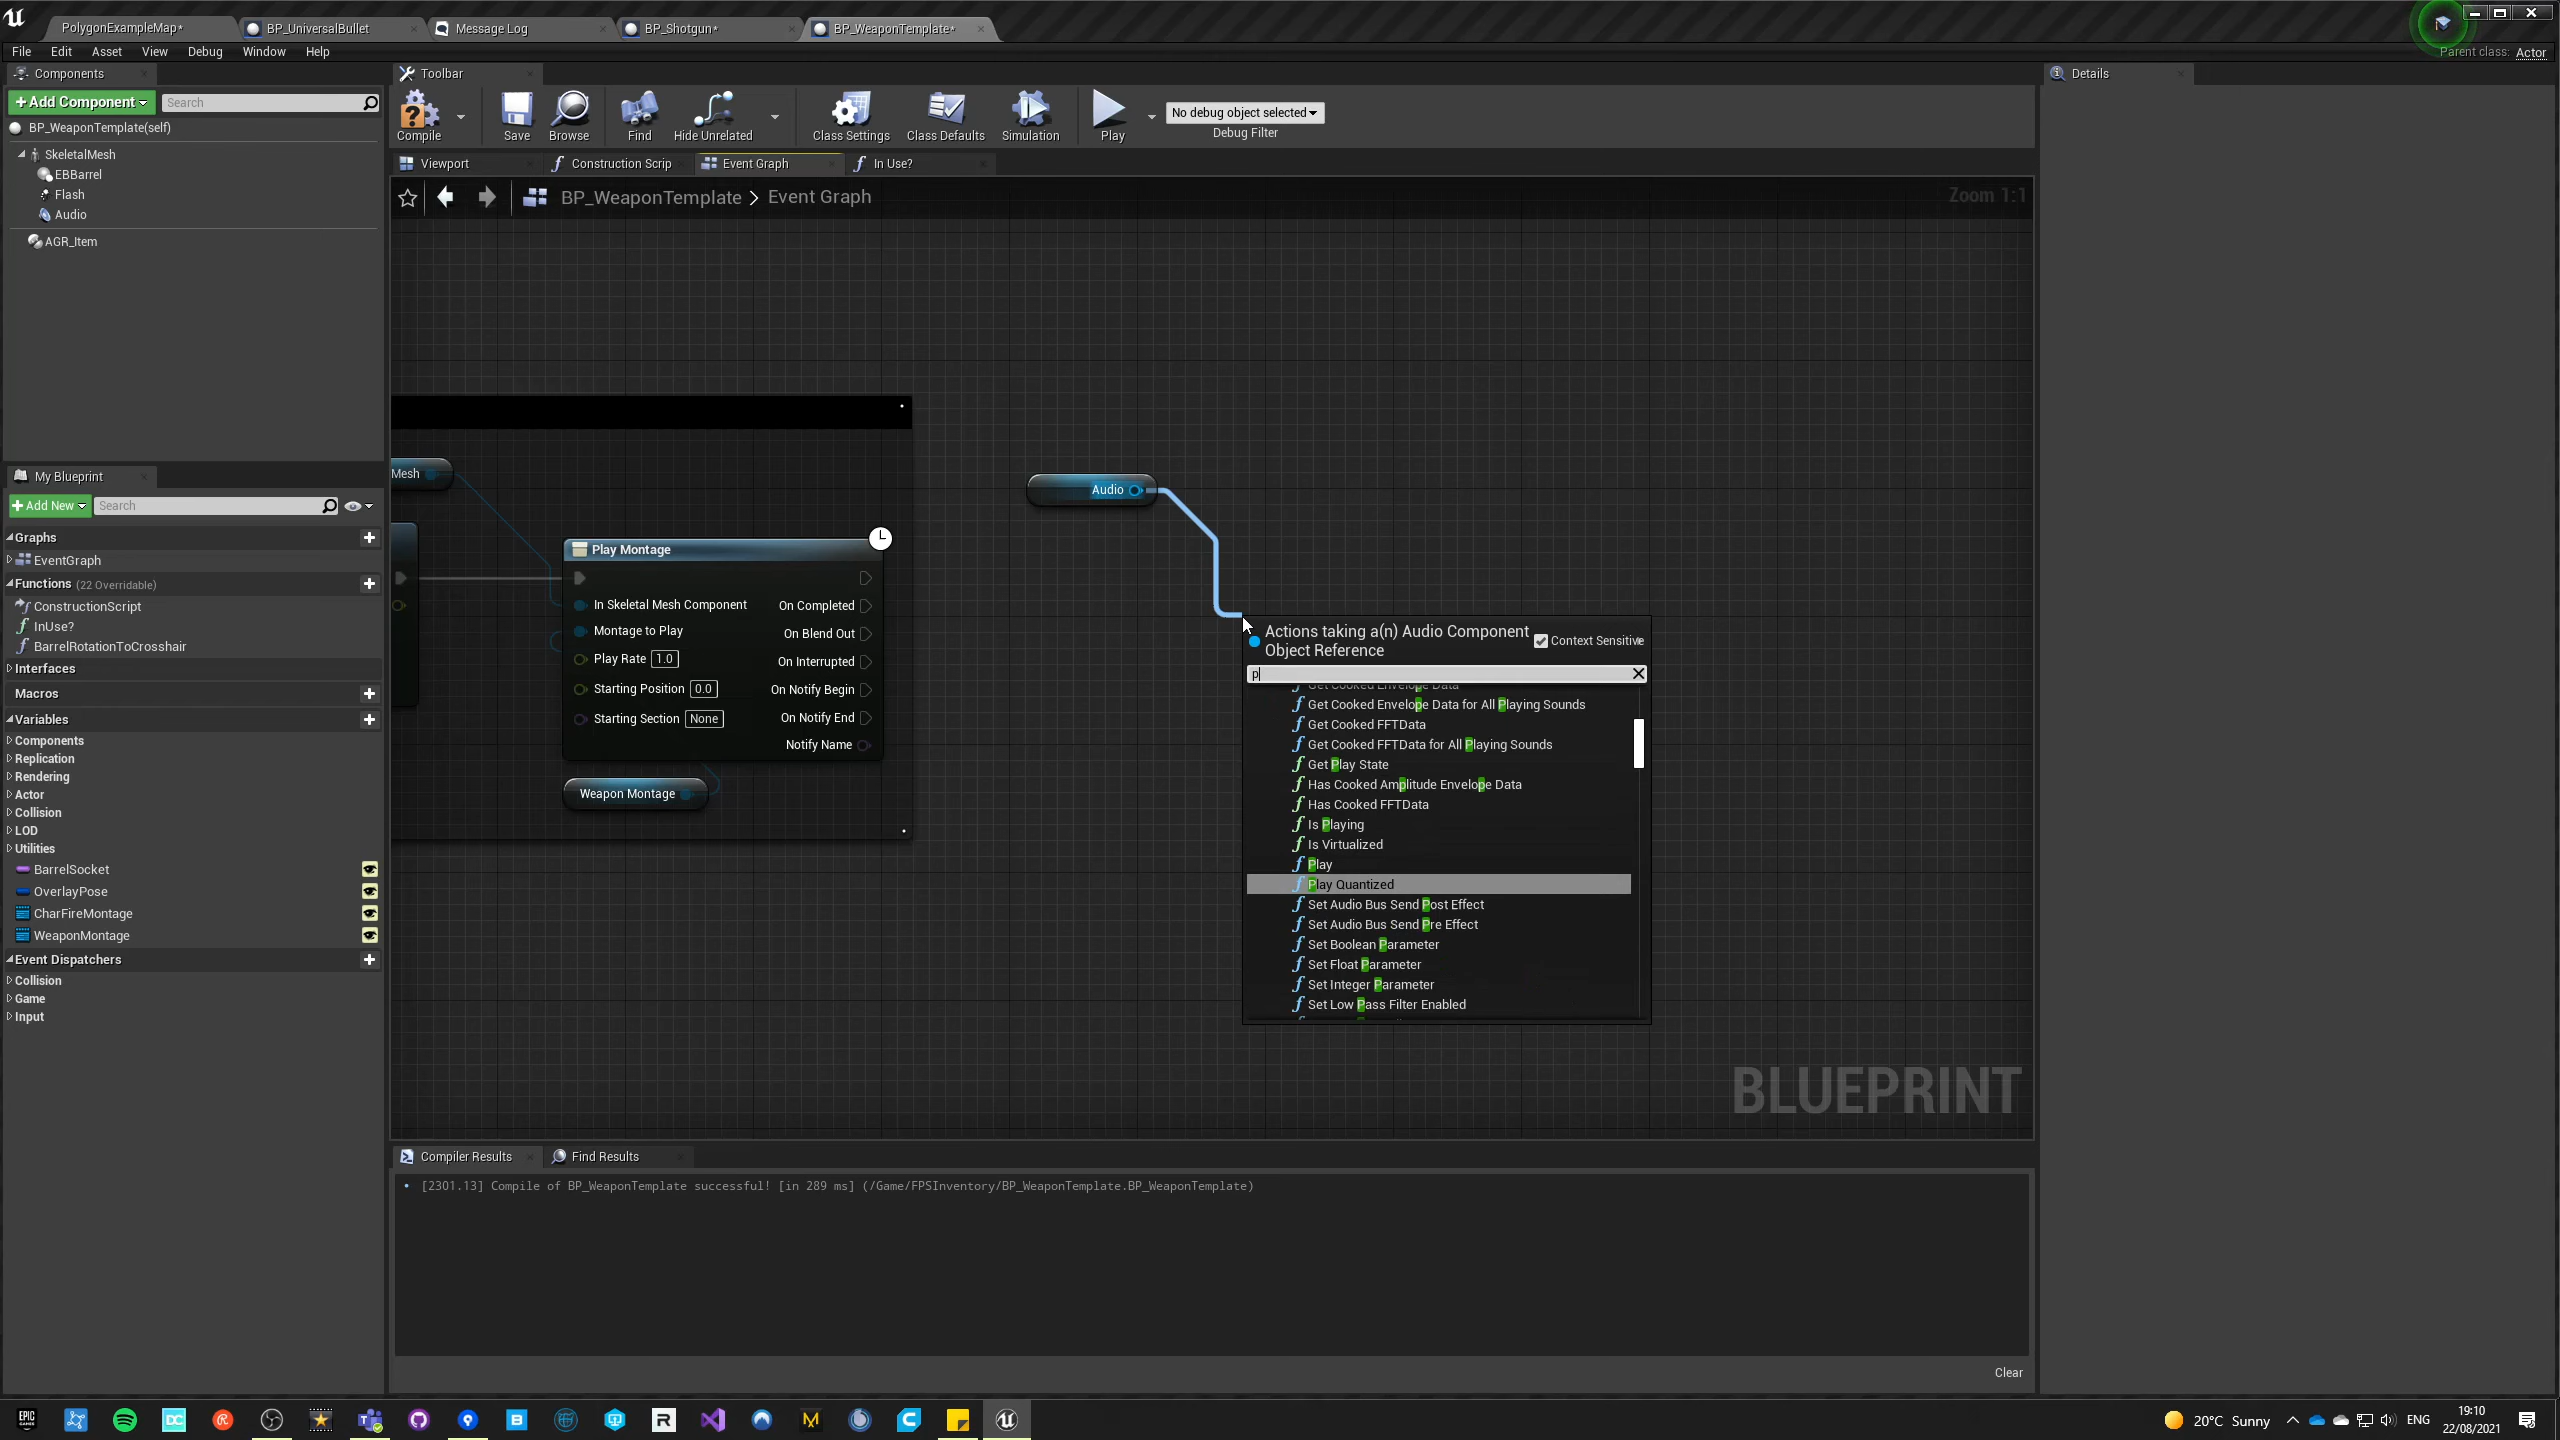 PolygonExampleMap*
BP_UniversalBullet
Message Log
BP_Shotgun*
BP_WeaponTemplate*
File Edit Asset View Debug Window Help
Parent class: Actor
Components
Toolbar
Details
+ Add Component
Search
BP_WeaponTemplate(self)
SkeletalMesh
EBBarrel
Flash
Audio
AGR_Item
Compile
Save
Browse
Find
Hide Unrelated
Class Settings
Class Defaults
Simulation
Play
No debug object selected
Debug Filter
Viewport
Construction Scrip
Event Graph
In Use?
BP_WeaponTemplate > Event Graph
Zoom 1:1
My Blueprint
+ Add New
Search
Graphs
EventGraph
Functions (22 Overridable)
ConstructionScript
InUse?
BarrelRotationToCrosshair
Interfaces
Macros
Variables
Components
Replication
Rendering
Actor
Collision
LOD
Utilities
BarrelSocket
OverlayPose
CharFireMontage
WeaponMontage
Event Dispatchers
Collision
Game
Input
Mesh
Play Montage
In Skeletal Mesh Component
On Completed
Montage to Play
On Blend Out
Play Rate 1.0
On Interrupted
Starting Position 0.0
On Notify Begin
Starting Section None
On Notify End
Notify Name
Weapon Montage
Audio
Actions taking a(n) Audio Component
Object Reference
Context Sensitive
p
Get Cooked Envelope Data
Get Cooked Envelope Data for All Playing Sounds
Get Cooked FFTData
Get Cooked FFTData for All Playing Sounds
Get Play State
Has Cooked Amplitude Envelope Data
Has Cooked FFTData
Is Playing
Is Virtualized
Play
Play Quantized
Set Audio Bus Send Post Effect
Set Audio Bus Send Pre Effect
Set Boolean Parameter
Set Float Parameter
Set Integer Parameter
Set Low Pass Filter Enabled
BLUEPRINT
Compiler Results
Find Results
[2301.13] Compile of BP_WeaponTemplate successful! [in 289 ms] (/Game/FPSInventory/BP_WeaponTemplate.BP_WeaponTemplate)
Clear
EPIC
GAMES
DC
20°C Sunny
ENG
19:10
22/08/2021